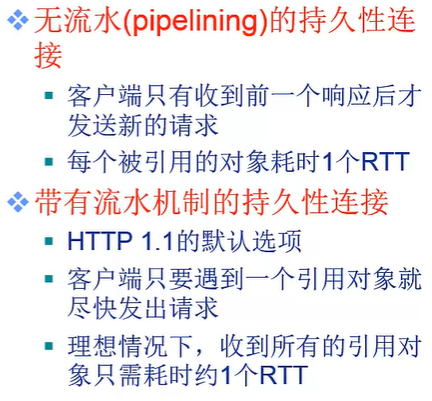 无流水(pipelining)的持久性连
接
客户端只有收到前一个响应后才
发送新的请求
每个被引用的对象耗时1个RTT
带有流水机制的持久性连接
HTTP 1.1的默认选项
客户端只要遇到一个引用对象就
尽快发出请求
理想情况下，收到所有的引用对
象只需耗时约1个RTT